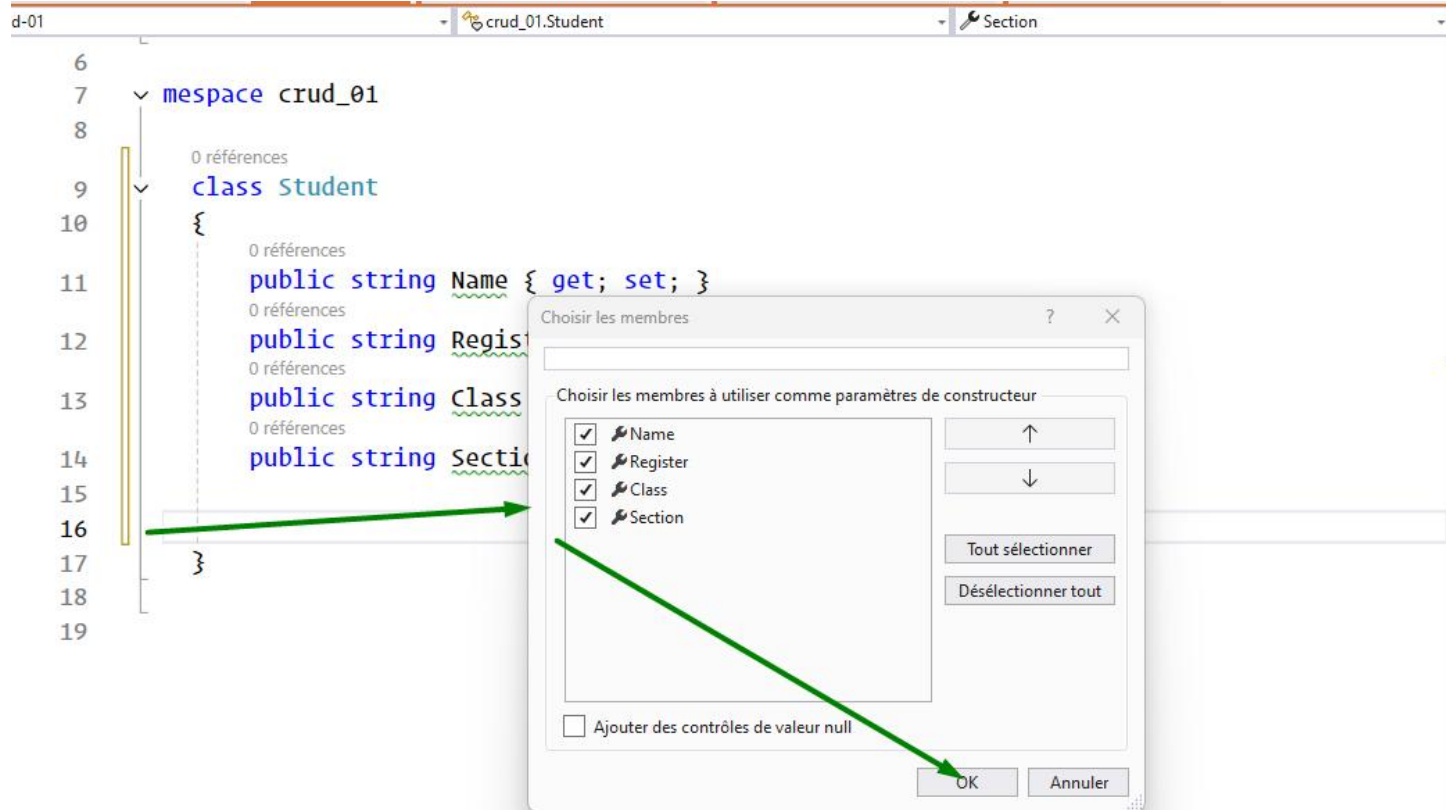 d-01 crud_01.Student Section
6
7 mespace crud_01
8
0 références
9 class Student
10 {
0 références
11 public string Name { get; set; }
0 références
12 public string Regist
0 références
13 public string Class
0 références
14 public string Sectio
15
16
17 }
18
19
Choisir les membres ?
Choisir les membres à utiliser comme paramètres de constructeur
Name
Register
Class
Section
Tout sélectionner
Désélectionner tout
Ajouter des contrôles de valeur null
OK Annuler